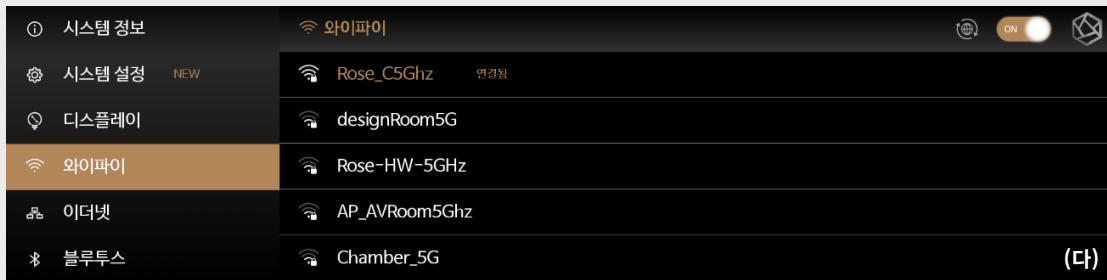 시스템 정보
시스템 설정 NEW
디스플레이
와이파이
이더넷
블루투스
와이파이 ON
Rose_C5Ghz 연결됨
designRoom5G
Rose-HW-5GHz
AP_AVRoom5Ghz
Chamber_5G
(다)